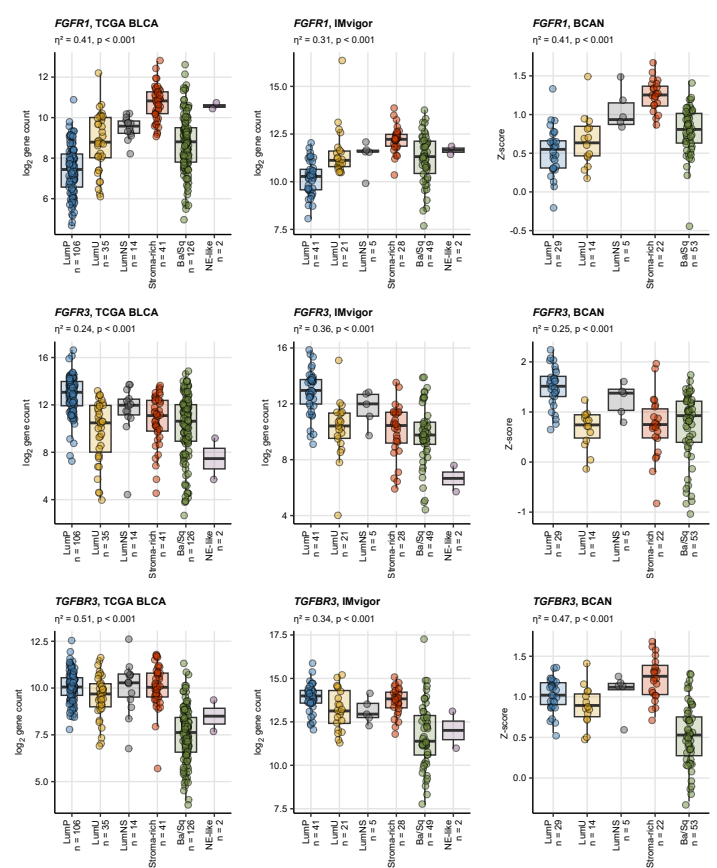 FGFR1, TCGA BLCA
η² = 0.41, p < 0.001
log2 gene count
12
10
8
6
LumP
n = 106
LumU
n = 35
LumNS
n = 14
Stroma-rich
n = 41
Ba/Sq
n = 126
NE-like
n = 2
FGFR1, IMvigor
η² = 0.31, p < 0.001
log2 gene count
15.0
12.5
10.0
7.5
LumP
n = 41
LumU
n = 21
LumNS
n = 5
Stroma-rich
n = 28
Ba/Sq
n = 49
NE-like
n = 2
FGFR1, BCAN
η² = 0.41, p < 0.001
Z-score
1.5
1.0
0.5
0.0
-0.5
LumP
n = 29
LumU
n = 14
LumNS
n = 5
Stroma-rich
n = 22
Ba/Sq
n = 53
FGFR3, TCGA BLCA
η² = 0.24, p < 0.001
log2 gene count
16
12
8
4
LumP
n = 106
LumU
n = 35
LumNS
n = 14
Stroma-rich
n = 41
Ba/Sq
n = 126
NE-like
n = 2
FGFR3, IMvigor
η² = 0.36, p < 0.001
log2 gene count
16
12
8
4
LumP
n = 41
LumU
n = 21
LumNS
n = 5
Stroma-rich
n = 28
Ba/Sq
n = 49
NE-like
n = 2
FGFR3, BCAN
η² = 0.25, p < 0.001
Z-score
2
1
0
-1
LumP
n = 29
LumU
n = 14
LumNS
n = 5
Stroma-rich
n = 22
Ba/Sq
n = 53
TGFBR3, TCGA BLCA
η² = 0.51, p < 0.001
log2 gene count
12.5
10.0
7.5
5.0
LumP
n = 106
LumU
n = 35
LumNS
n = 14
Stroma-rich
n = 41
Ba/Sq
n = 126
NE-like
n = 2
TGFBR3, IMvigor
η² = 0.34, p < 0.001
log2 gene count
17.5
15.0
12.5
10.0
7.5
LumP
n = 41
LumU
n = 21
LumNS
n = 5
Stroma-rich
n = 28
Ba/Sq
n = 49
NE-like
n = 2
TGFBR3, BCAN
η² = 0.47, p < 0.001
Z-score
1.5
1.0
0.5
0.0
LumP
n = 29
LumU
n = 14
LumNS
n = 5
Stroma-rich
n = 22
Ba/Sq
n = 53